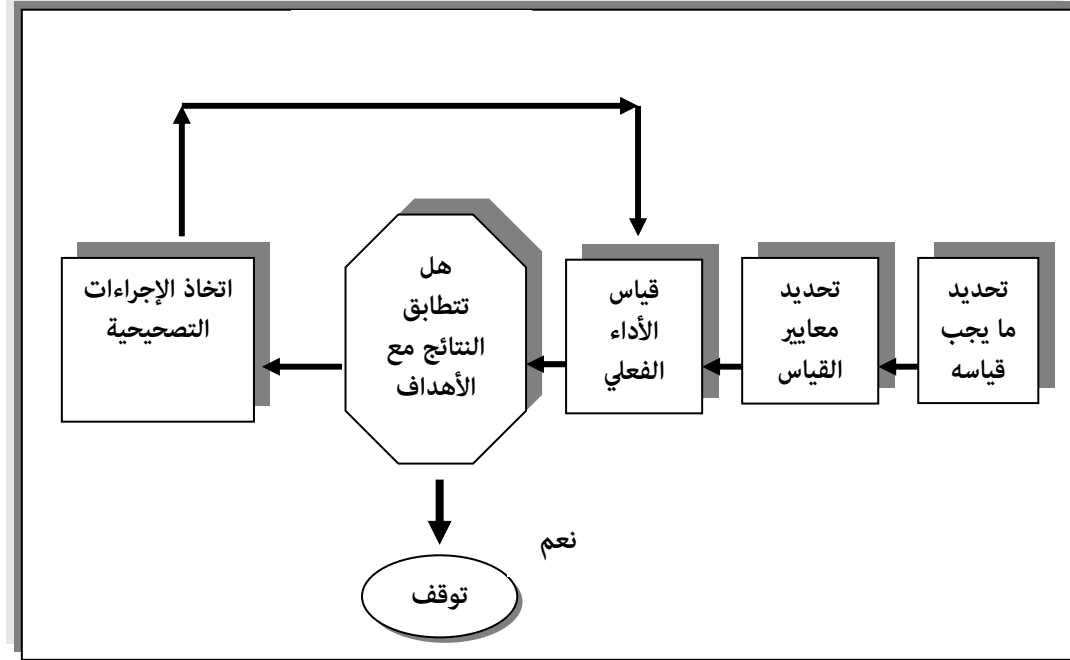 تحديد
ما يجب
قياسه
تحديد
معايير
القياس
قياس
الأداء
الفعلي
هل
تتطابق
النتائج مع
الأهداف
اتخاذ الإجراءات
التصحيحية
نعم
توقف